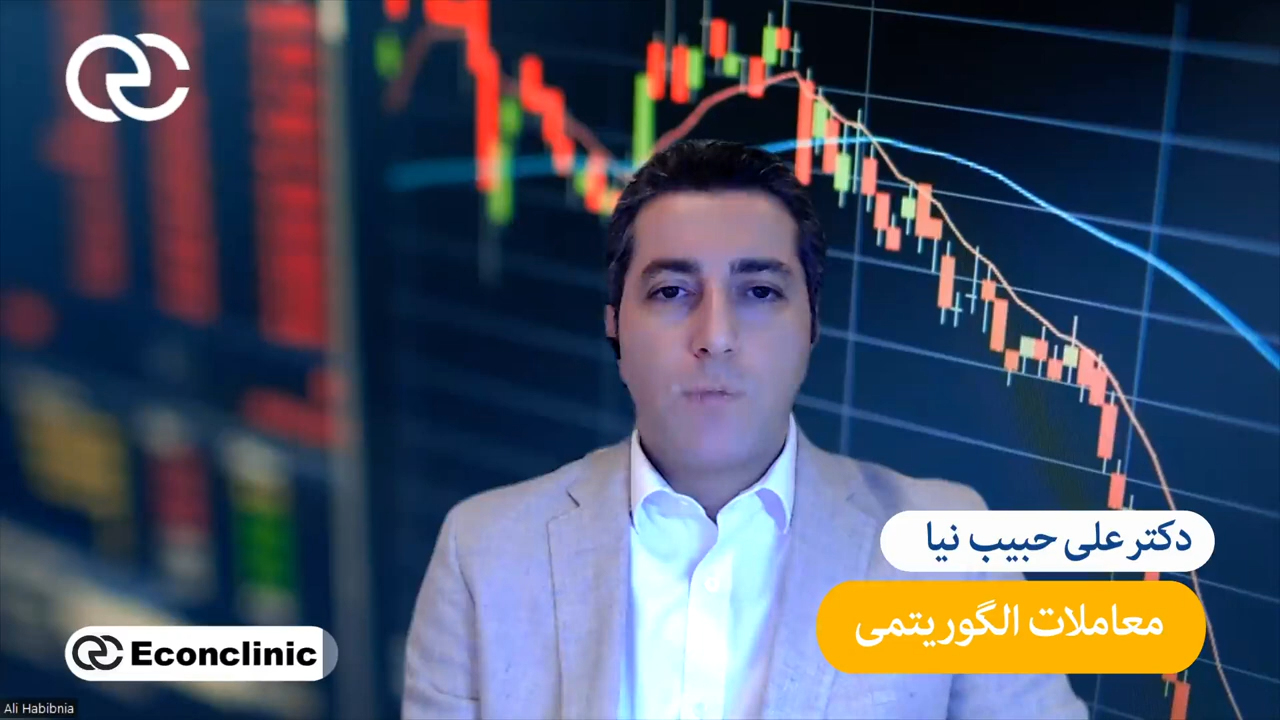 دکتر علی حبیب نیا
معاملات الگوریتمی
Econclinic
Ali Habibnia